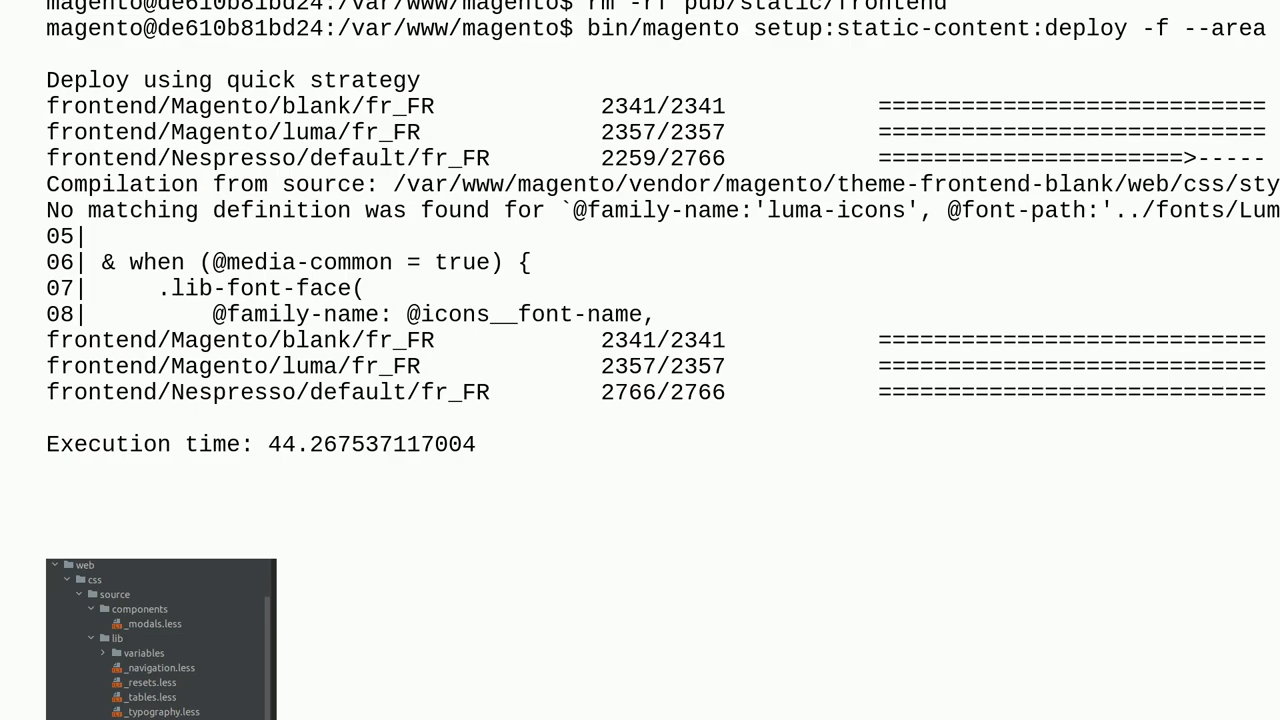 magento@de610b81bd24:/var/www/magento$ rm -rf pub/static/frontend
magento@de610b81bd24:/var/www/magento$ bin/magento setup:static-content:deploy -f --area
Deploy using quick strategy
frontend/Magento/blank/fr_FR 2341/2341 ============================
frontend/Magento/luma/fr_FR 2357/2357 ============================
frontend/Nespresso/default/fr_FR 2259/2766 ======================>-----
Compilation from source: /var/www/magento/vendor/magento/theme-frontend-blank/web/css/sty
No matching definition was found for `@family-name:'luma-icons', @font-path:'../fonts/Lum
05|
06| & when (@media-common = true) {
07|     .lib-font-face(
08|         @family-name: @icons__font-name,
frontend/Magento/blank/fr_FR 2341/2341 ============================
frontend/Magento/luma/fr_FR 2357/2357 ============================
frontend/Nespresso/default/fr_FR 2766/2766 ============================
Execution time: 44.267537117004
web
css
source
components
_modals.less
lib
variables
_navigation.less
_resets.less
_tables.less
_typography.less